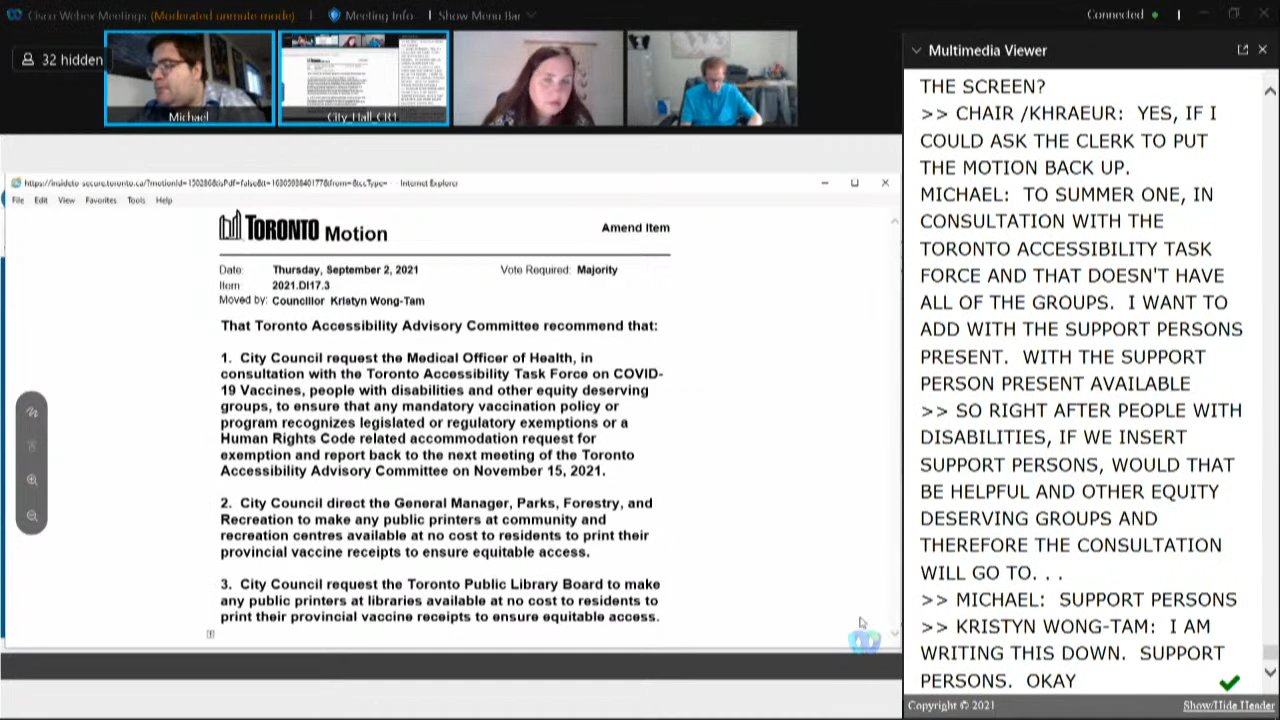 Cisco Webex Meetings (Moderated unmute mode) | Meeting Info | Show Menu Bar
Connected
32 hidden
Michael
City_Hall_CR1
Multimedia Viewer
Internet Explorer
File Edit View Favorites Tools Help
TORONTO Motion
Amend Item
Date: Thursday, September 2, 2021 Vote Required: Majority
Item 2021.DI17.3
Moved by: Councillor Kristyn Wong-Tam
That Toronto Accessibility Advisory Committee recommend that:
1. City Council request the Medical Officer of Health, in
consultation with the Toronto Accessibility Task Force on COVID-
19 Vaccines, people with disabilities and other equity deserving
groups, to ensure that any mandatory vaccination policy or
program recognizes legislated or regulatory exemptions or a
Human Rights Code related accommodation request for
exemption and report back to the next meeting of the Toronto
Accessibility Advisory Committee on November 15, 2021.
2. City Council direct the General Manager, Parks, Forestry, and
Recreation to make any public printers at community and
recreation centres available at no cost to residents to print their
provincial vaccine receipts to ensure equitable access.
3. City Council request the Toronto Public Library Board to make
any public printers at libraries available at no cost to residents to
print their provincial vaccine receipts to ensure equitable access.
THE SCREEN?
>> CHAIR /KHRAEUR: YES, IF I
COULD ASK THE CLERK TO PUT
THE MOTION BACK UP.
MICHAEL: TO SUMMER ONE, IN
CONSULTATION WITH THE
TORONTO ACCESSIBILITY TASK
FORCE AND THAT DOESN'T HAVE
ALL OF THE GROUPS. I WANT TO
ADD WITH THE SUPPORT PERSONS
PRESENT. WITH THE SUPPORT
PERSON PRESENT AVAILABLE
>> SO RIGHT AFTER PEOPLE WITH
DISABILITIES, IF WE INSERT
SUPPORT PERSONS, WOULD THAT
BE HELPFUL AND OTHER EQUITY
DESERVING GROUPS AND
THEREFORE THE CONSULTATION
WILL GO TO. . .
>> MICHAEL: SUPPORT PERSONS
>> KRISTYN WONG-TAM: I AM
WRITING THIS DOWN. SUPPORT
PERSONS. OKAY
Copyright © 2021
Show/Hide Header